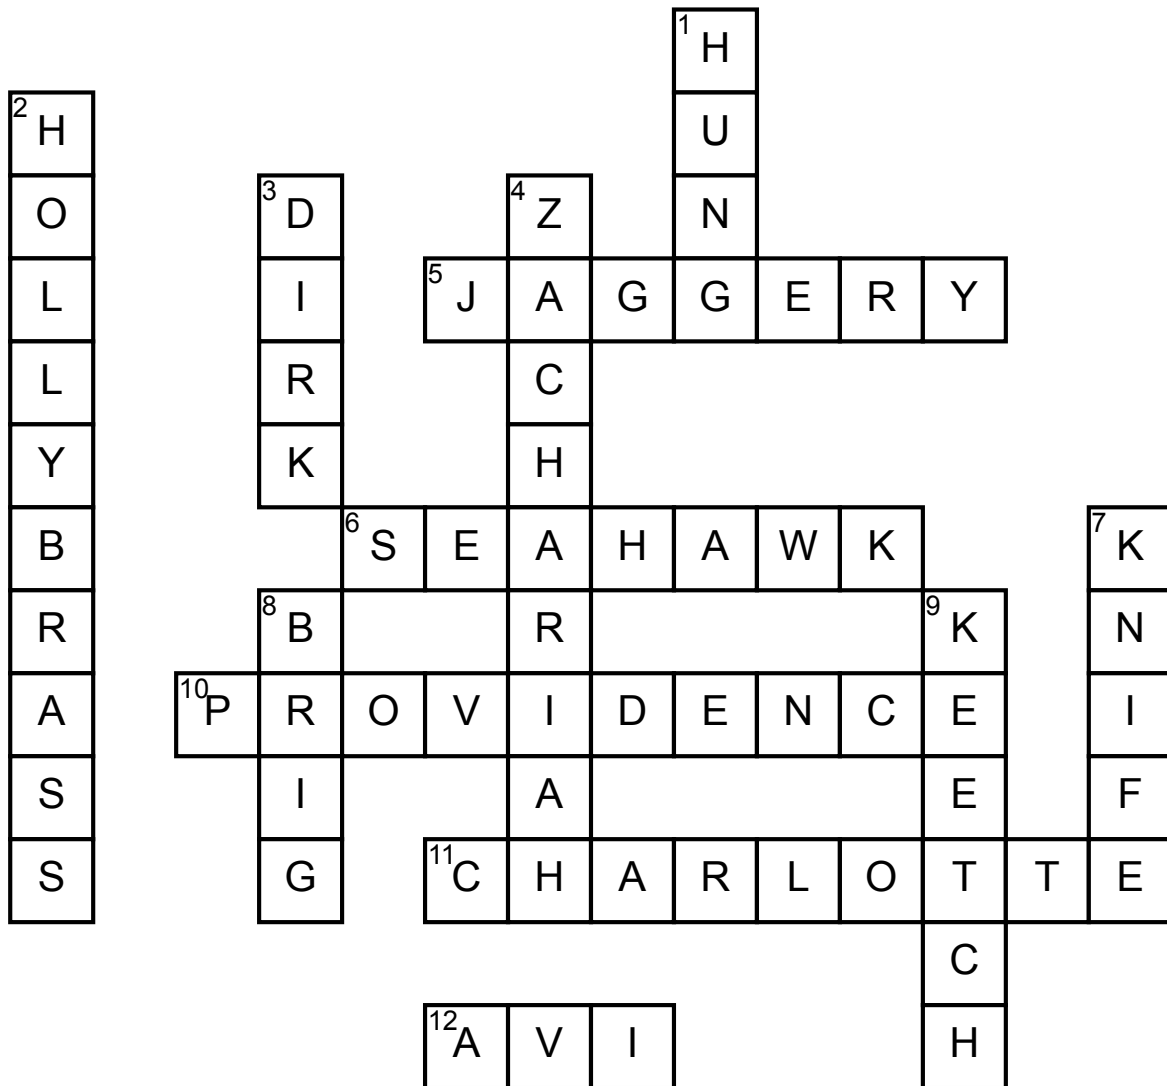 1 H
2 H U
O 3 D 4 Z N
L I 5 J A G G E R Y
L R C
Y K H
B 6 S E A H A W K 7 K
R 8 B R 9 K N
A 10 P R O V I D E N C E I
S I A E F
S G 11 C H A R L O T T E
C
12 A V I H